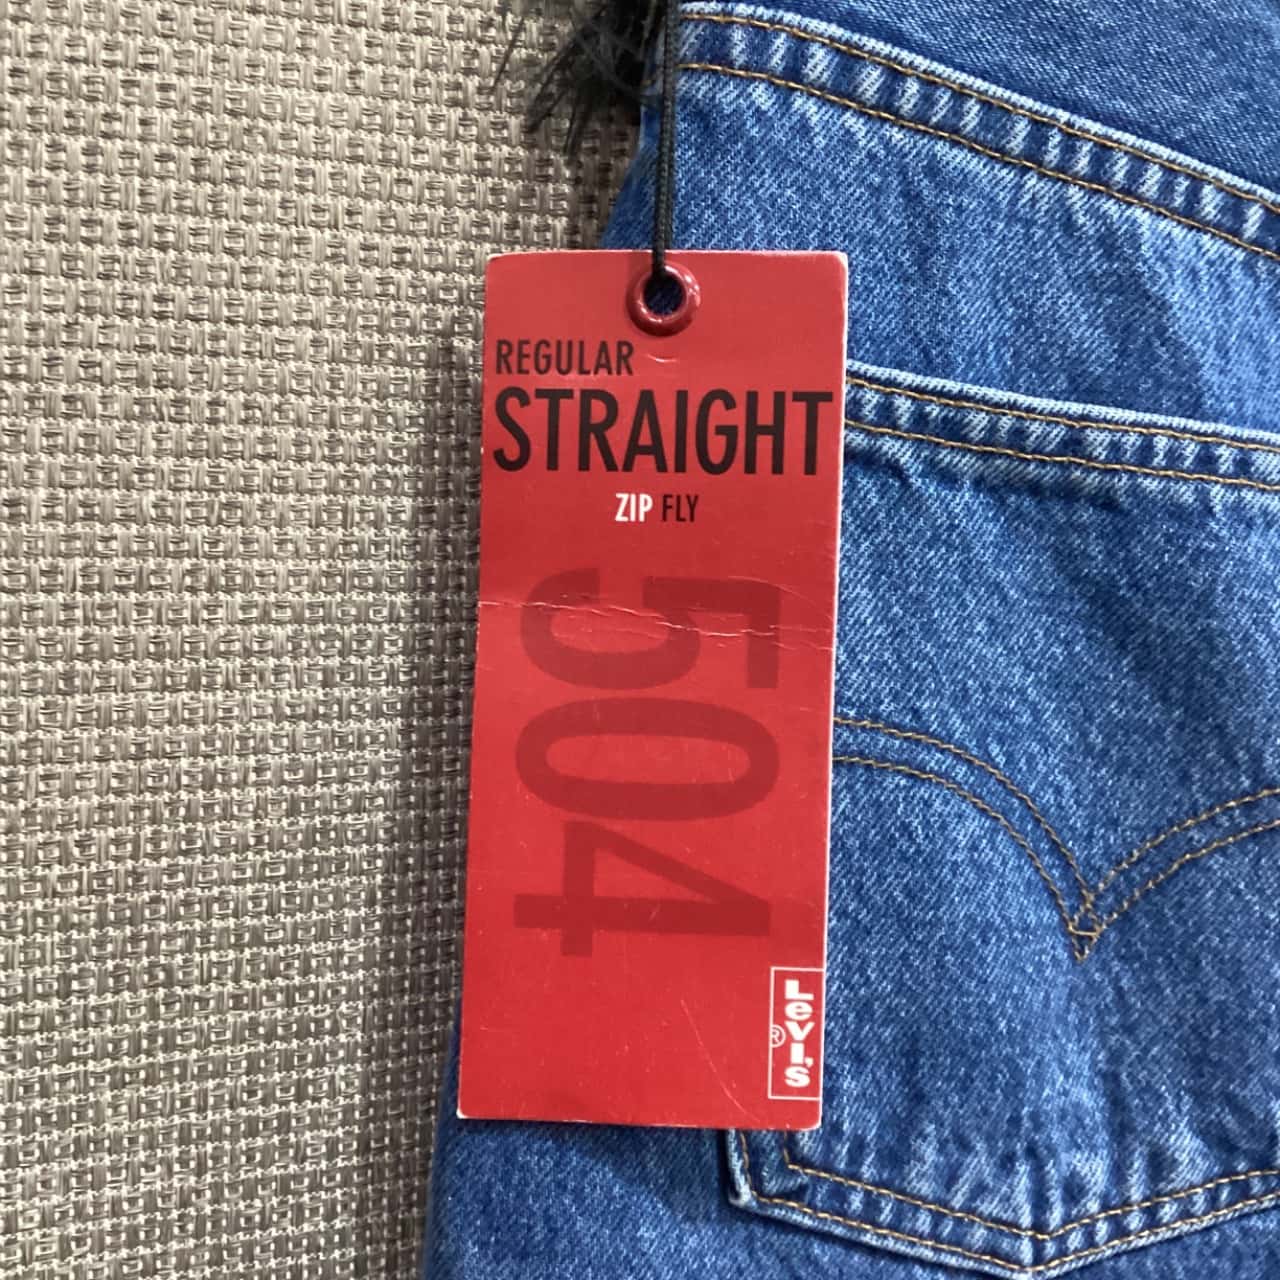 REGULAR
STRAIGHT
ZIP FLY
504
Levi's
®